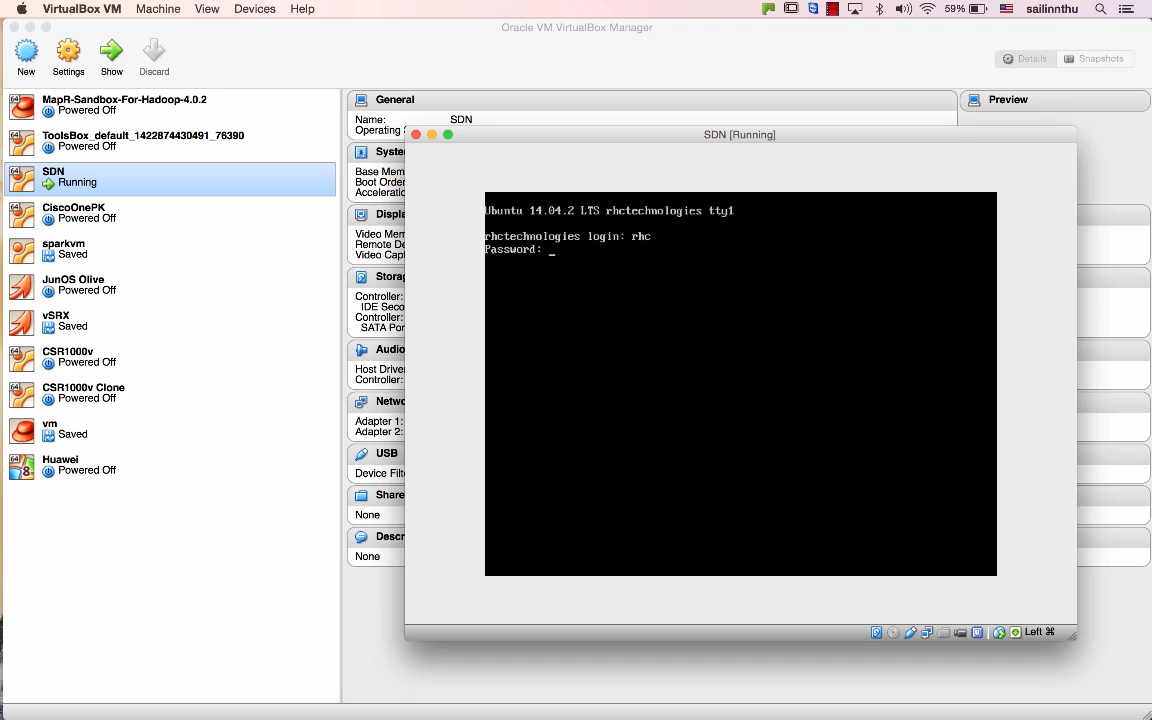 VirtualBox VM Machine View Devices Help 59% sailinnthu
Oracle VM VirtualBox Manager
New Settings Show Discard
Details Snapshots
MapR-Sandbox-For-Hadoop-4.0.2
Powered Off
ToolsBox_default_1422874430491_76390
Powered Off
SDN
Running
CiscoOnePK
Powered Off
sparkvm
Saved
JunOS Olive
Powered Off
vSRX
Saved
CSR1000v
Powered Off
CSR1000v Clone
Powered Off
vm
Saved
Huawei
Powered Off
General
Name: SDN
Operating
Syste
Base Mem
Boot Order
Acceleratio
Displa
Video Mem
Remote De
Video Capt
Storag
Controller:
IDE Seco
Controller:
SATA Por
Audio
Host Driver
Controller:
Netwo
Adapter 1:
Adapter 2:
USB
Device Filte
Share
None
Descr
None
Preview
SDN [Running]
Ubuntu 14.04.2 LTS rhctechnologies tty1
rhctechnologies login: rhc
Password: _
Left ⌘